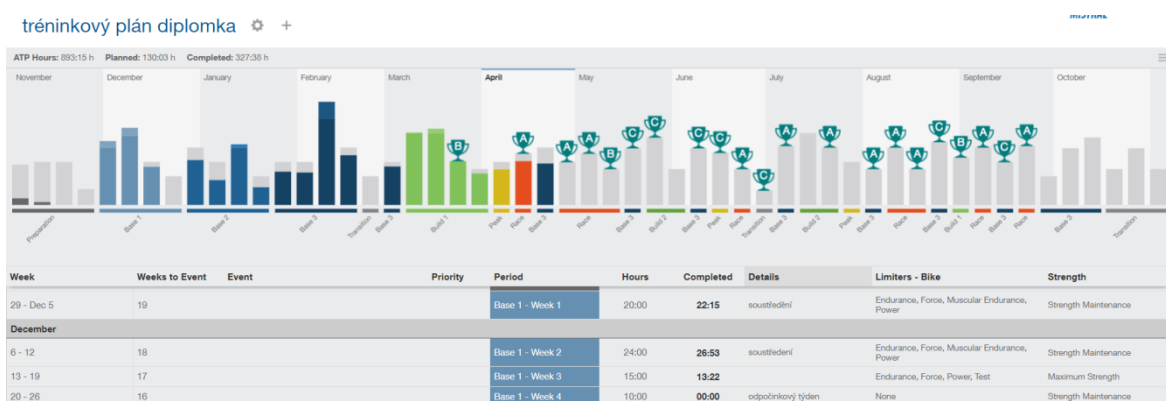 tréninkový plán diplomka
ATP Hours: 893:15 h Planned: 130:03 h Completed: 327:38 h
November December January February March April May June July August September October
B A A A B C C C C A C A A A A C B A C A
Preparation Base 1 Base 2 Base 3 Transition Base 3 Build 1 Peak Race Base 3 Race Base 3 Build 2 Base 3 Peak Race Transition Base 3 Build 2 Peak Base 3 Race Base 3 Build 1 Race Base 3 Race Base 3 Transition
Week Weeks to Event Event Priority Period Hours Completed Details Limiters - Bike Strength
29 - Dec 5 19 Base 1 - Week 1 20:00 22:15 soustředění Endurance, Force, Muscular Endurance, Power Strength Maintenance
December
6 - 12 18 Base 1 - Week 2 24:00 26:53 soustředení Endurance, Force, Muscular Endurance, Power Strength Maintenance
13 - 19 17 Base 1 - Week 3 15:00 13:22 Endurance, Force, Power, Test Maximum Strength
20 - 26 16 Base 1 - Week 4 10:00 00:00 odpočinkový týden None Strength Maintenance